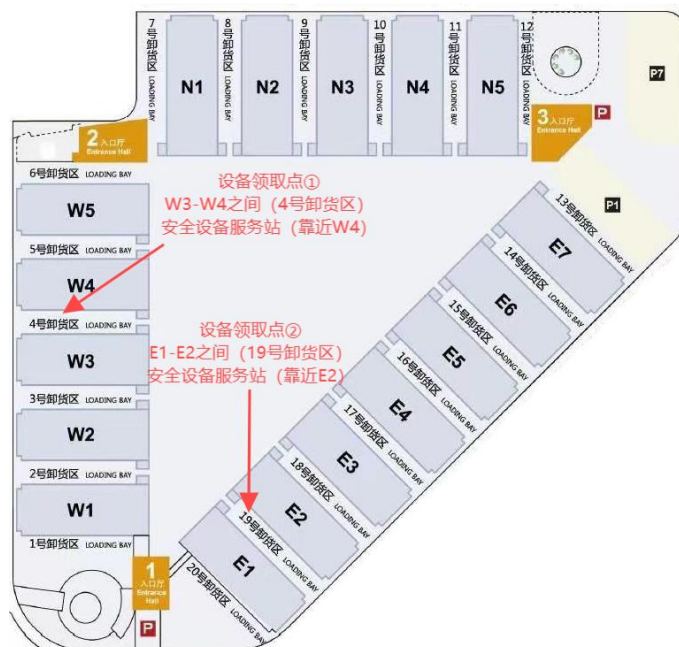 7号卸货区 LOADING BAY
N1
8号卸货区 LOADING BAY
N2
9号卸货区 LOADING BAY
N3
10号卸货区 LOADING BAY
N4
11号卸货区 LOADING BAY
N5
12号卸货区 LOADING BAY
P7
P
3 入口厅
Entrance Hall
2 入口厅
Entrance Hall
6号卸货区 LOADING BAY
设备领取点①
W3-W4之间（4号卸货区）
安全设备服务站（靠近W4）
W5
P1
5号卸货区 LOADING BAY
W4
4号卸货区 LOADING BAY
设备领取点②
E1-E2之间（19号卸货区）
安全设备服务站（靠近E2）
W3
3号卸货区 LOADING BAY
W2
2号卸货区 LOADING BAY
W1
1号卸货区 LOADING BAY
13号卸货区 LOADING BAY
E7
14号卸货区 LOADING BAY
E6
15号卸货区 LOADING BAY
E5
16号卸货区 LOADING BAY
E4
17号卸货区 LOADING BAY
E3
18号卸货区 LOADING BAY
E2
19号卸货区 LOADING BAY
E1
20号卸货区 LOADING BAY
1
入口厅
Entrance
Hall
P